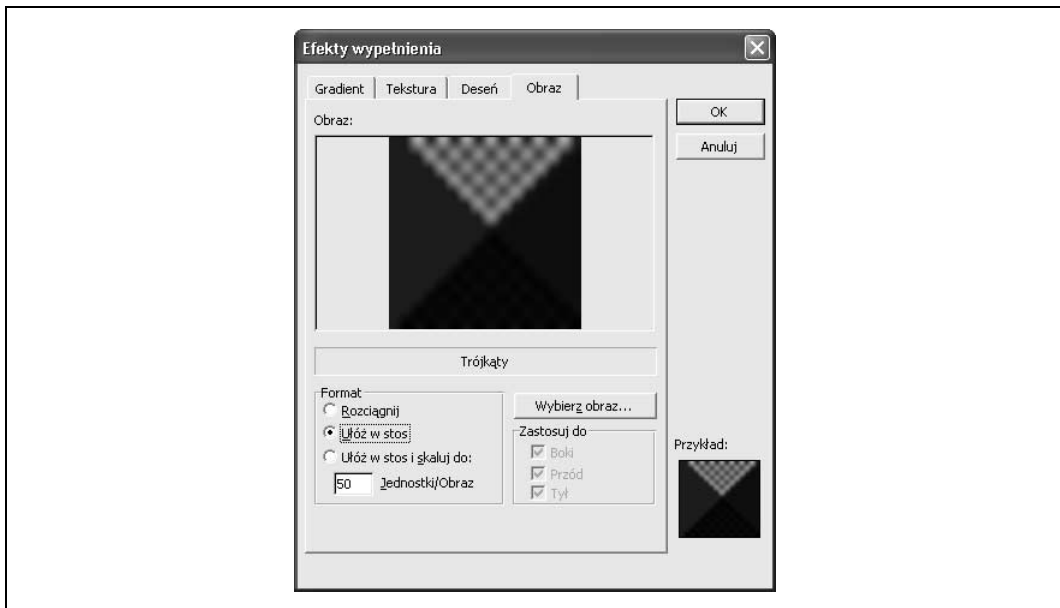 Efekty wypełnienia
Gradient Tekstura Deseń Obraz
OK
Anuluj
Obraz:
Trójkąty
Format
Rozciągnij
Ułóż w stos
Ułóż w stos i skaluj do:
50 Jednostki/Obraz
Wybierz obraz...
Zastosuj do
Boki
Przód
Tył
Przykład: